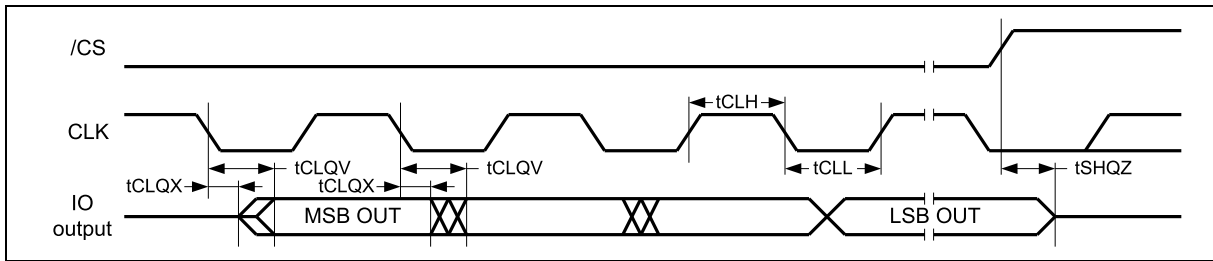 /CS
tCLH
CLK
tCLQV
tCLQV
tCLL
tSHQZ
tCLQX
tCLQX
IO
output
MSB OUT
LSB OUT